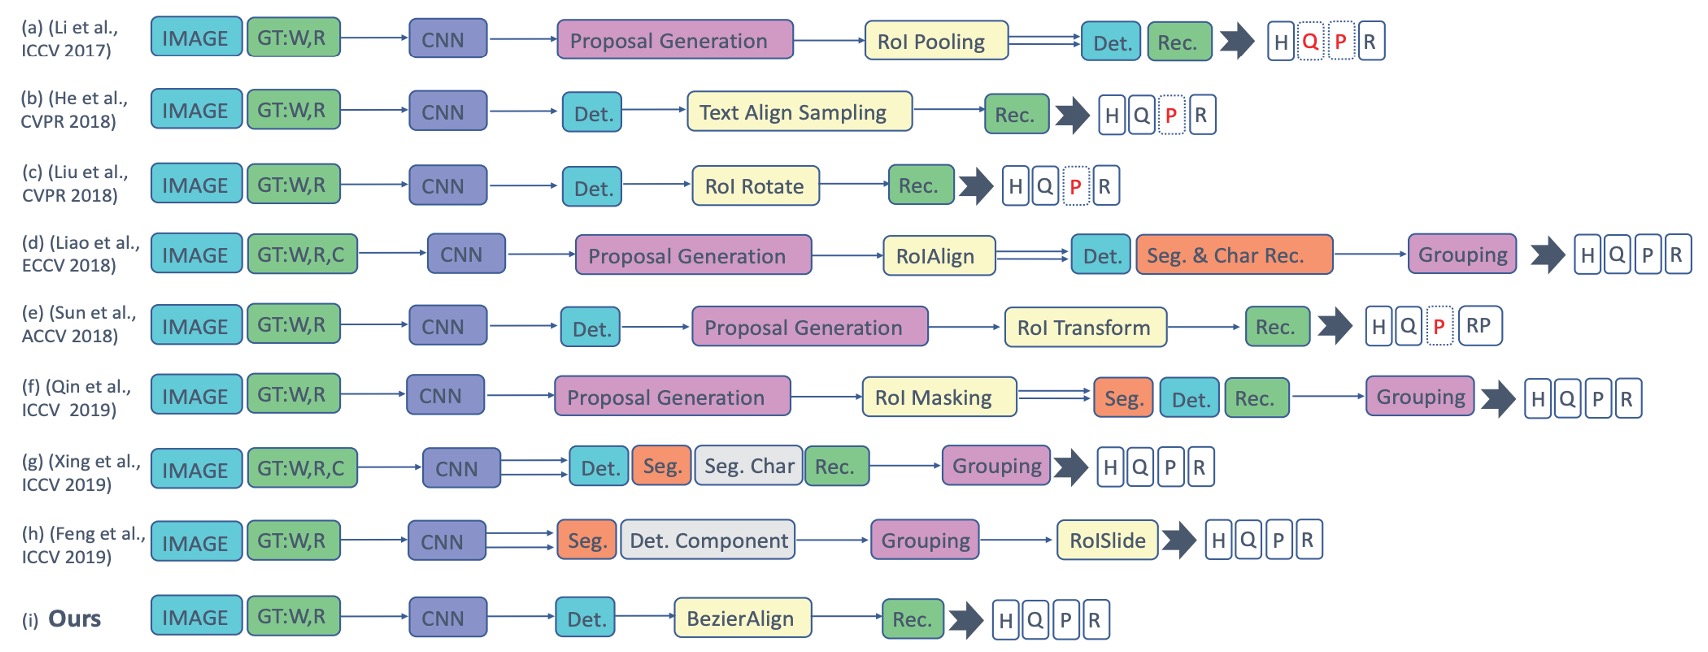 (a) (Li et al., ICCV 2017) IMAGE GT:W,R CNN Proposal Generation RoI Pooling Det. Rec. H Q P R
(b) (He et al., CVPR 2018) IMAGE GT:W,R CNN Det. Text Align Sampling Rec. H Q P R
(c) (Liu et al., CVPR 2018) IMAGE GT:W,R CNN Det. RoI Rotate Rec. H Q P R
(d) (Liao et al., ECCV 2018) IMAGE GT:W,R,C CNN Proposal Generation RoIAlign Det. Seg. & Char Rec. Grouping H Q P R
(e) (Sun et al., ACCV 2018) IMAGE GT:W,R CNN Det. Proposal Generation RoI Transform Rec. H Q P RP
(f) (Qin et al., ICCV 2019) IMAGE GT:W,R CNN Proposal Generation RoI Masking Seg. Det. Rec. Grouping H Q P R
(g) (Xing et al., ICCV 2019) IMAGE GT:W,R,C CNN Det. Seg. Seg. Char Rec. Grouping H Q P R
(h) (Feng et al., ICCV 2019) IMAGE GT:W,R CNN Seg. Det. Component Grouping RoISlide H Q P R
(i) Ours IMAGE GT:W,R CNN Det. BezierAlign Rec. H Q P R